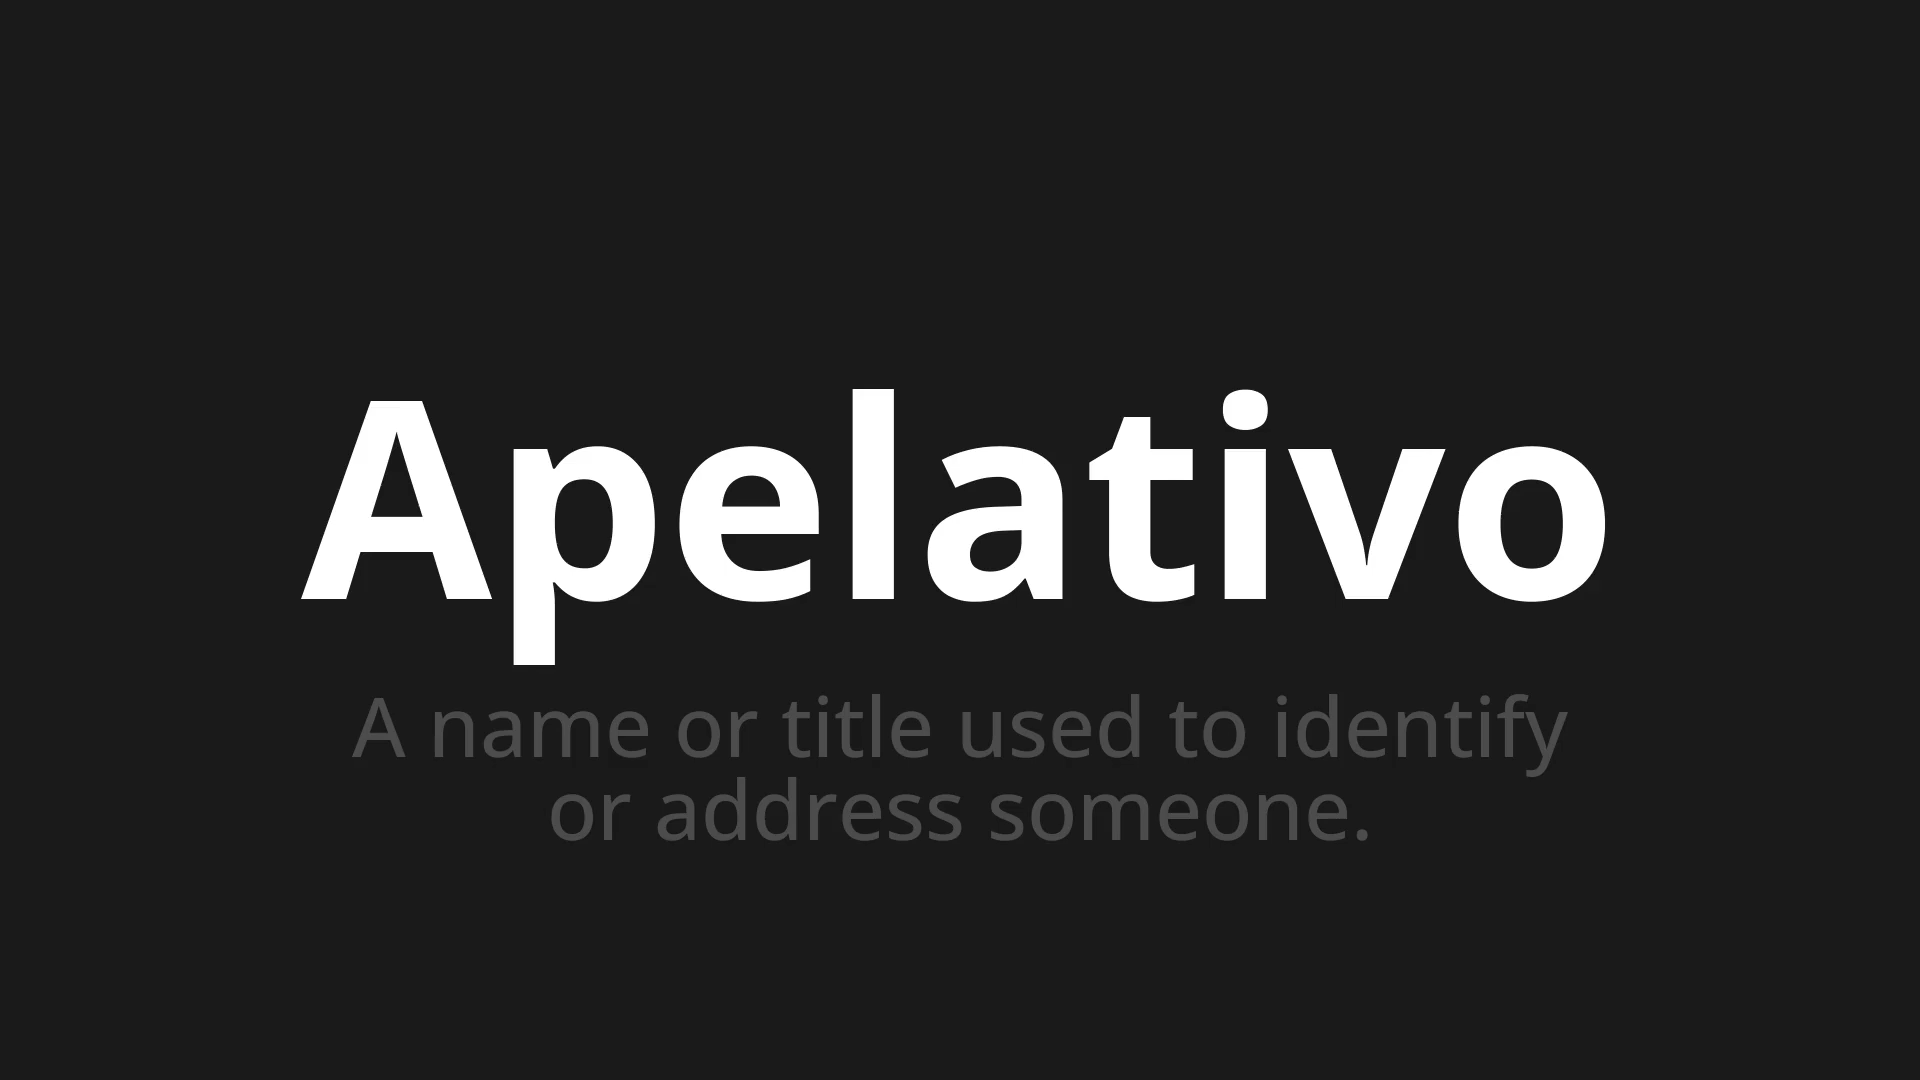 Apelativo
A name or title used to identify
or address someone.